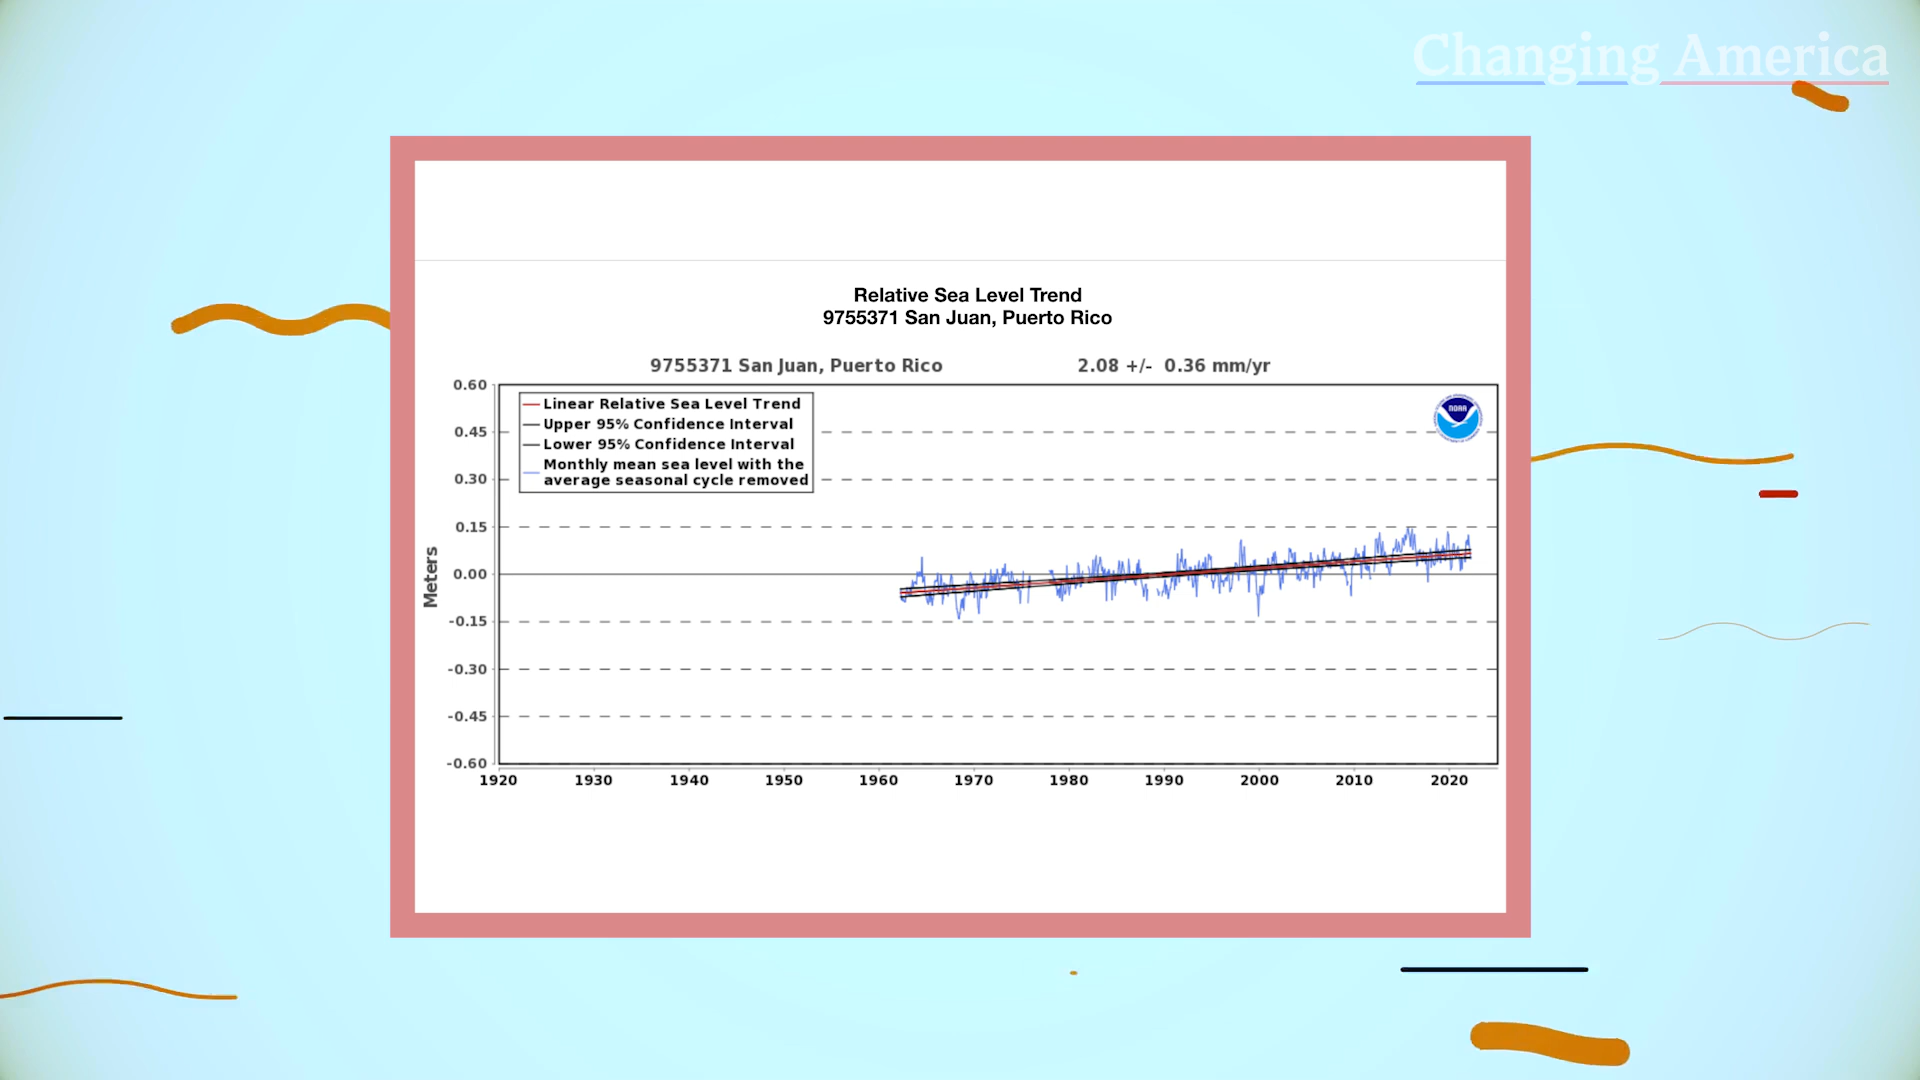 Changing America
Relative Sea Level Trend
9755371 San Juan, Puerto Rico
9755371 San Juan, Puerto Rico
2.08 +/- 0.36 mm/yr
Linear Relative Sea Level Trend
Upper 95% Confidence Interval
Lower 95% Confidence Interval
Monthly mean sea level with the
average seasonal cycle removed
NOAA
Meters
0.60
0.45
0.30
0.15
0.00
-0.15
-0.30
-0.45
-0.60
1920 1930 1940 1950 1960 1970 1980 1990 2000 2010 2020